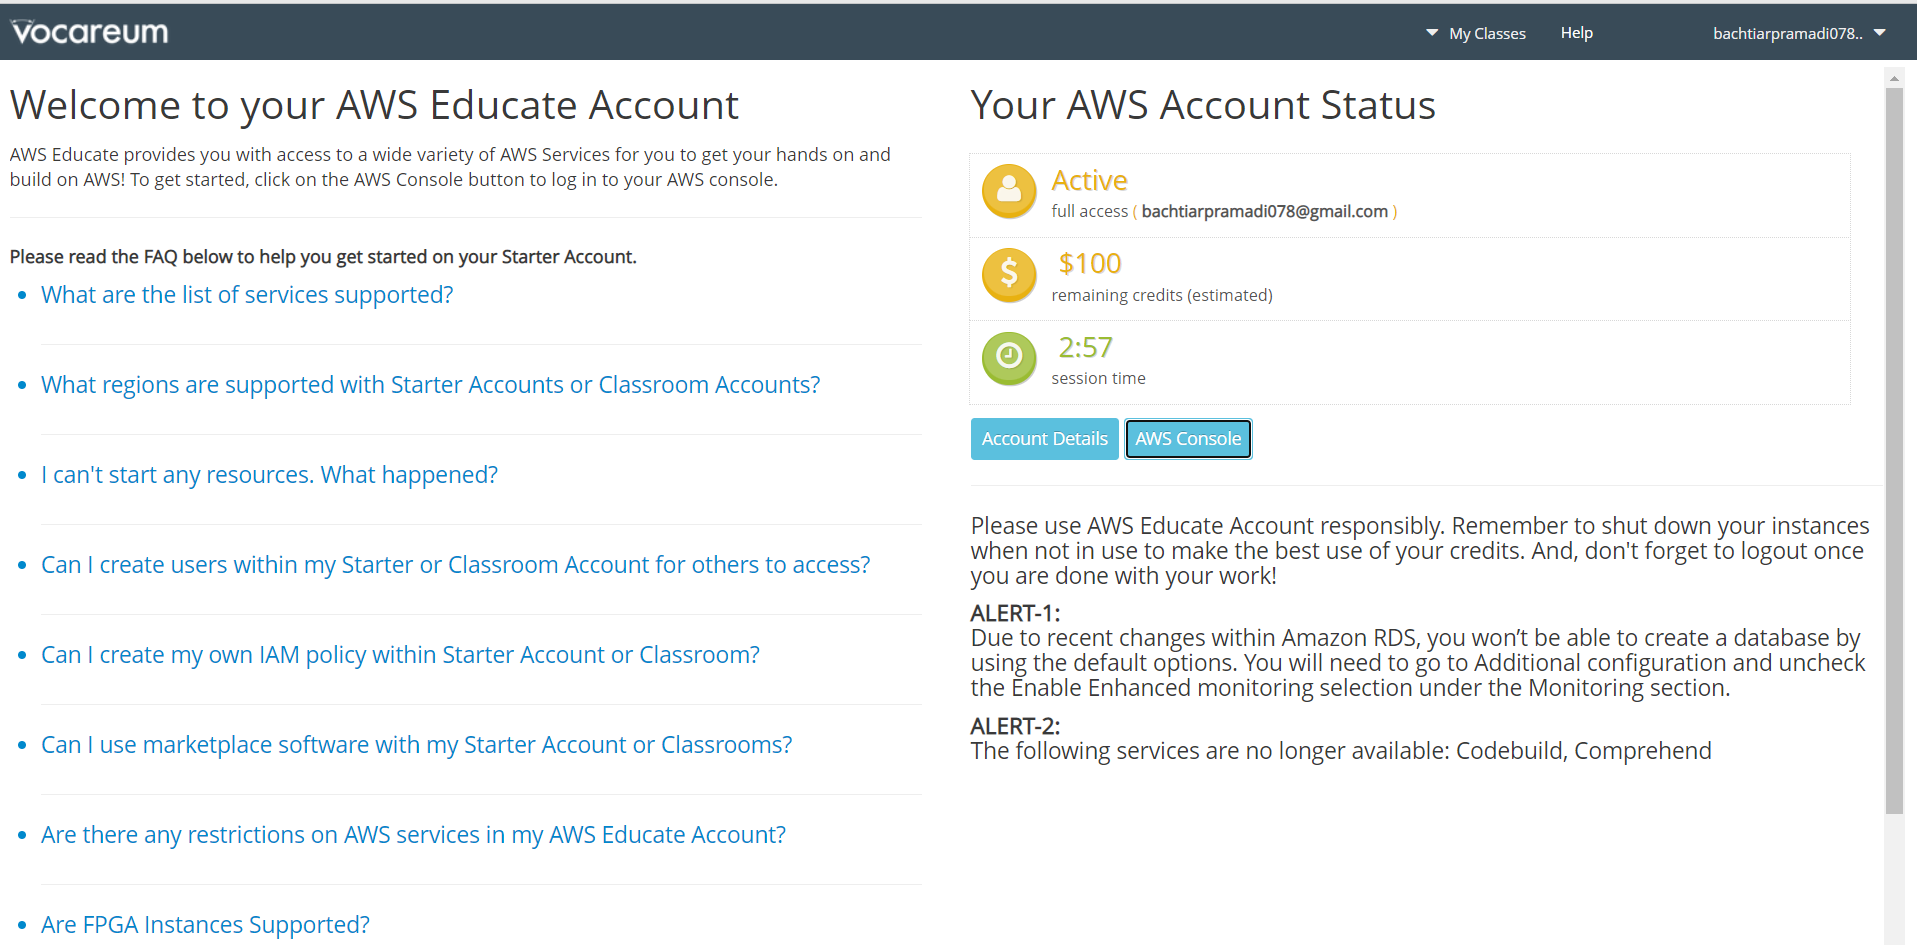 Vocareum
My Classes
Help
bachtiarpramadi078..
Welcome to your AWS Educate Account
AWS Educate provides you with access to a wide variety of AWS Services for you to get your hands on and
build on AWS! To get started, click on the AWS Console button to log in to your AWS console.
Please read the FAQ below to help you get started on your Starter Account.
What are the list of services supported?
What regions are supported with Starter Accounts or Classroom Accounts?
I can't start any resources. What happened?
Can I create users within my Starter or Classroom Account for others to access?
Can I create my own IAM policy within Starter Account or Classroom?
Can I use marketplace software with my Starter Account or Classrooms?
Are there any restrictions on AWS services in my AWS Educate Account?
Are FPGA Instances Supported?
Your AWS Account Status
Active
full access ( bachtiarpramadi078@gmail.com )
$100
remaining credits (estimated)
2:57
session time
Account Details
AWS Console
Please use AWS Educate Account responsibly. Remember to shut down your instances
when not in use to make the best use of your credits. And, don't forget to logout once
you are done with your work!
ALERT-1:
Due to recent changes within Amazon RDS, you won’t be able to create a database by
using the default options. You will need to go to Additional configuration and uncheck
the Enable Enhanced monitoring selection under the Monitoring section.
ALERT-2:
The following services are no longer available: Codebuild, Comprehend